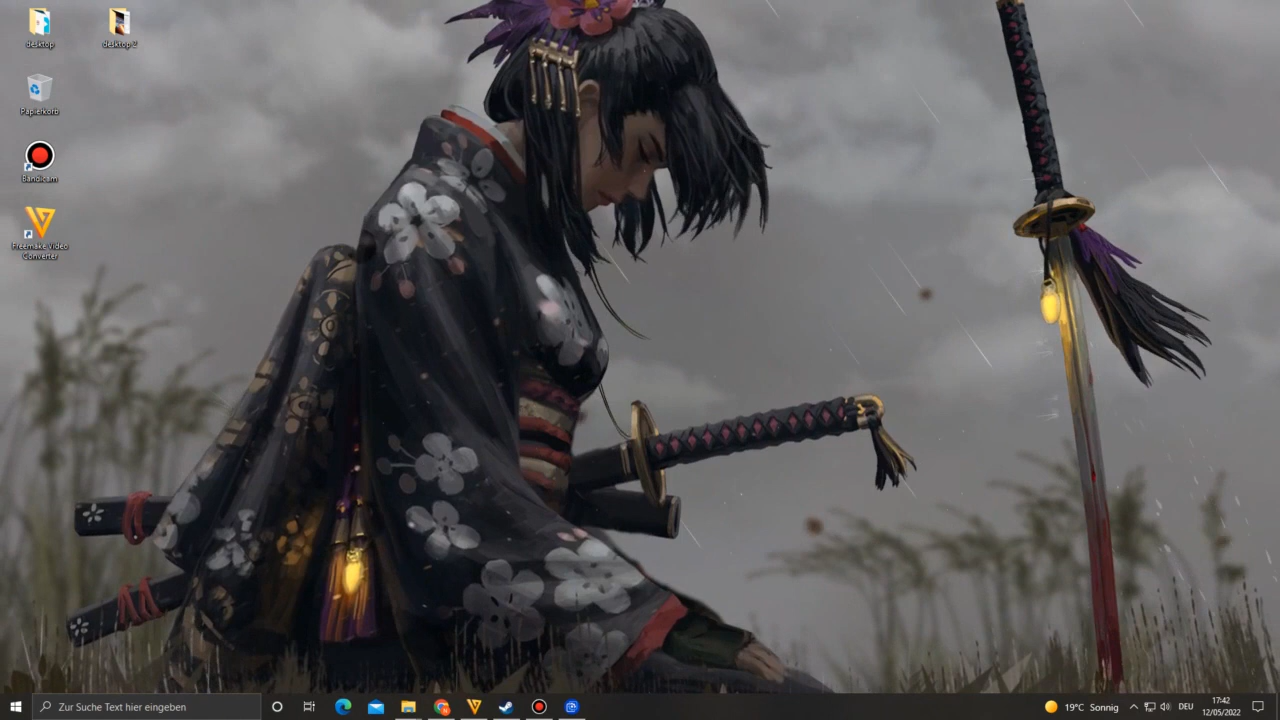 desktop
desktop 2
Papierkorb
Bandicam
Freemake Video
Converter
Zur Suche Text hier eingeben
19°C Sonnig
DEU
17:42
12/05/2022